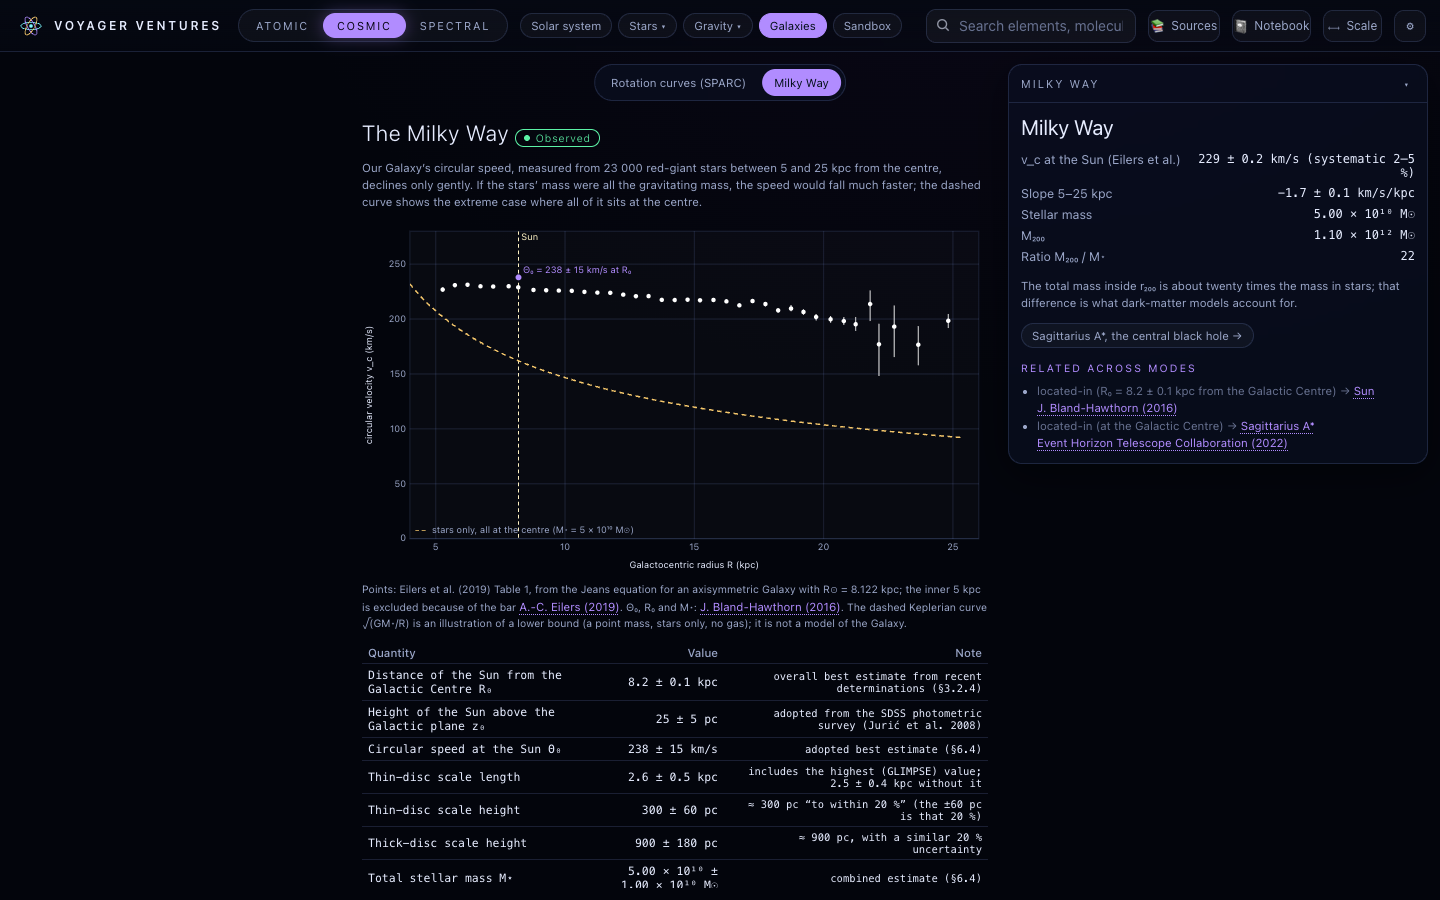 VOYAGER VENTURES
ATOMIC COSMIC SPECTRAL
Solar system Stars ▾ Gravity ▾ Galaxies Sandbox
Search elements, molecul
Sources Notebook Scale
Rotation curves (SPARC) Milky Way
The Milky Way Observed
Our Galaxy's circular speed, measured from 23 000 red-giant stars between 5 and 25 kpc from the centre,
declines only gently. If the stars' mass were all the gravitating mass, the speed would fall much faster; the dashed
curve shows the extreme case where all of it sits at the centre.
Sun
Θ₀ = 238 ± 15 km/s at R₀
250
200
150
100
50
0
circular velocity v_c (km/s)
stars only, all at the centre (M⋆ = 5 × 10¹⁰ M☉)
5 10 15 20 25
Galactocentric radius R (kpc)
Points: Eilers et al. (2019) Table 1, from the Jeans equation for an axisymmetric Galaxy with R⊙ = 8.122 kpc; the inner 5 kpc
is excluded because of the bar A.-C. Eilers (2019). Θ₀, R₀ and M⋆: J. Bland-Hawthorn (2016). The dashed Keplerian curve
√(GM⋆/R) is an illustration of a lower bound (a point mass, stars only, no gas); it is not a model of the Galaxy.
Quantity Value Note
Distance of the Sun from the
Galactic Centre R₀
8.2 ± 0.1 kpc
overall best estimate from recent
determinations (§3.2.4)
Height of the Sun above the
Galactic plane z₀
25 ± 5 pc
adopted from the SDSS photometric
survey (Jurić et al. 2008)
Circular speed at the Sun Θ₀ 238 ± 15 km/s adopted best estimate (§6.4)
Thin-disc scale length 2.6 ± 0.5 kpc
includes the highest (GLIMPSE) value;
2.5 ± 0.4 kpc without it
Thin-disc scale height 300 ± 60 pc
≈ 300 pc “to within 20 %” (the ±60 pc
is that 20 %)
Thick-disc scale height 900 ± 180 pc
≈ 900 pc, with a similar 20 %
uncertainty
Total stellar mass M⋆
5.00 × 10¹⁰ ±
1.00 × 10¹⁰ M☉
combined estimate (§6.4)
MILKY WAY ▾
Milky Way
v_c at the Sun (Eilers et al.) 229 ± 0.2 km/s (systematic 2–5
%)
Slope 5–25 kpc −1.7 ± 0.1 km/s/kpc
Stellar mass 5.00 × 10¹⁰ M☉
M₂₀₀ 1.10 × 10¹² M☉
Ratio M₂₀₀ / M⋆ 22
The total mass inside r₂₀₀ is about twenty times the mass in stars; that
difference is what dark-matter models account for.
Sagittarius A*, the central black hole →
RELATED ACROSS MODES
located-in (R₀ = 8.2 ± 0.1 kpc from the Galactic Centre) → Sun
J. Bland-Hawthorn (2016)
located-in (at the Galactic Centre) → Sagittarius A*
Event Horizon Telescope Collaboration (2022)